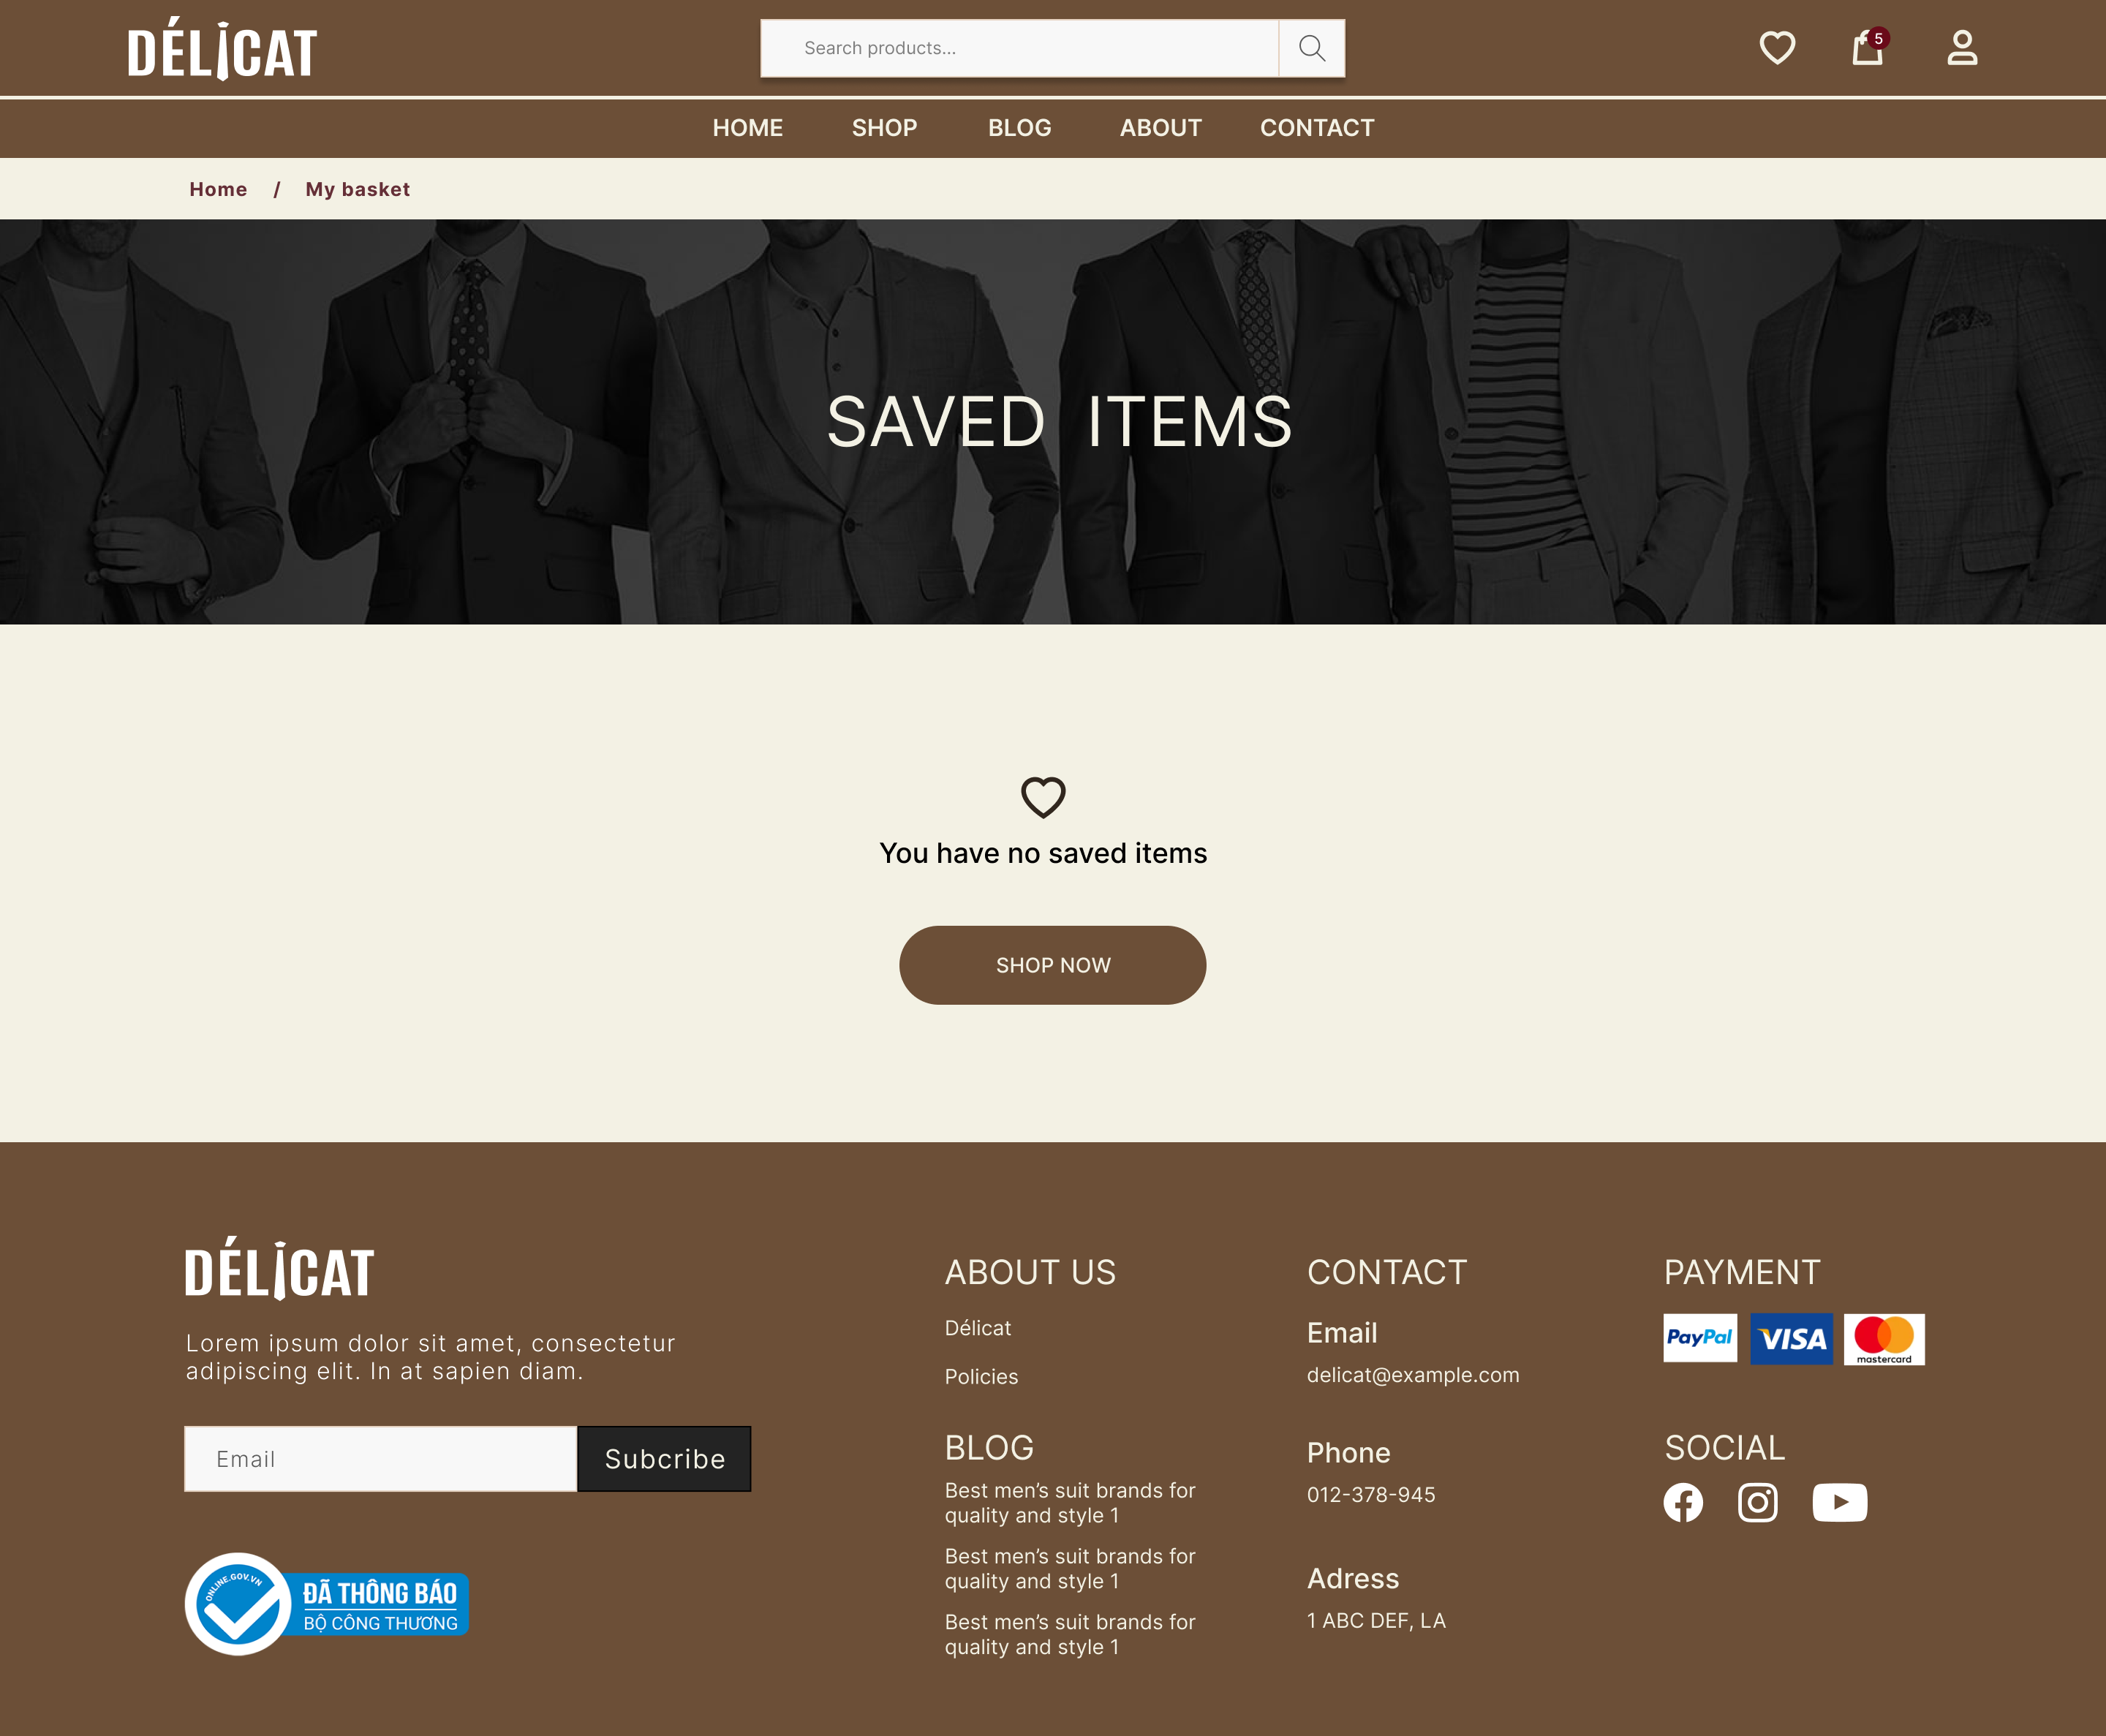 DÉLICAT
Search products...
5
HOME SHOP BLOG ABOUT CONTACT
Home / My basket
SAVED ITEMS
You have no saved items
SHOP NOW
DÉLICAT
Lorem ipsum dolor sit amet, consectetur
adipiscing elit. In at sapien diam.
Email
Subcribe
ONLINE.GOV.VN
ĐÃ THÔNG BÁO
BỘ CÔNG THƯƠNG
ABOUT US
Délicat
Policies
BLOG
Best men’s suit brands for
quality and style 1
Best men’s suit brands for
quality and style 1
Best men’s suit brands for
quality and style 1
CONTACT
Email
delicat@example.com
Phone
012-378-945
Adress
1 ABC DEF, LA
PAYMENT
PayPal
VISA
mastercard
SOCIAL